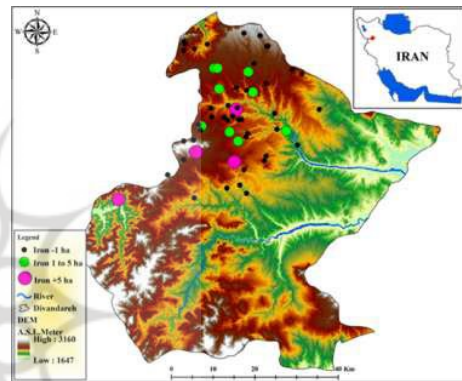 N
W
E
S
IRAN
Legend
Iron -1 ha
Iron 1 to 5 ha
Iron +5 ha
River
Divandareh
DEM
A.S.L.Meter
High : 3160
Low : 1647
0 10 20 40 Km